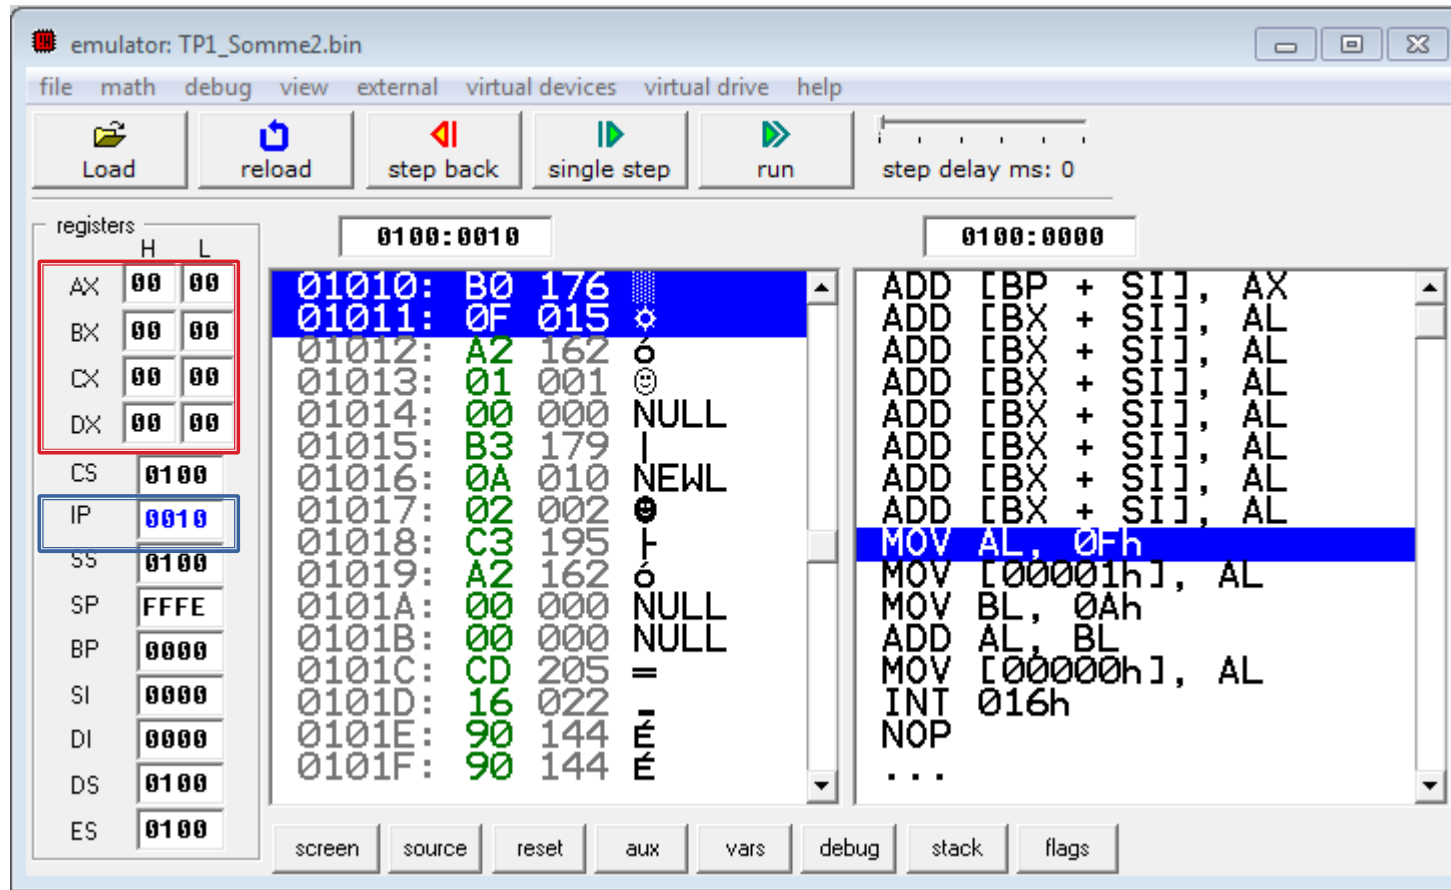 emulator: TP1_Somme2.bin
file math debug view external virtual devices virtual drive help
Load reload step back single step run step delay ms: 0
registers
H L
0100:0010 0100:0000
AX 00 00
BX 00 00
CX 00 00
DX 00 00
CS 0100
IP 0010
SS 0100
SP FFFE
BP 0000
SI 0000
DI 0000
DS 0100
ES 0100
01010: B0 176 ▒
01011: 0F 015 ☼
01012: A2 162 ó
01013: 01 001 ☺
01014: 00 000 NULL
01015: B3 179 |
01016: 0A 010 NEWL
01017: 02 002 ☻
01018: C3 195 ├
01019: A2 162 ó
0101A: 00 000 NULL
0101B: 00 000 NULL
0101C: CD 205 =
0101D: 16 022 ▬
0101E: 90 144 É
0101F: 90 144 É
ADD [BP + SI], AX
ADD [BX + SI], AL
ADD [BX + SI], AL
ADD [BX + SI], AL
ADD [BX + SI], AL
ADD [BX + SI], AL
ADD [BX + SI], AL
ADD [BX + SI], AL
MOV AL, 0Fh
MOV [00001h], AL
MOV BL, 0Ah
ADD AL, BL
MOV [00000h], AL
INT 016h
NOP
...
screen source reset aux vars debug stack flags